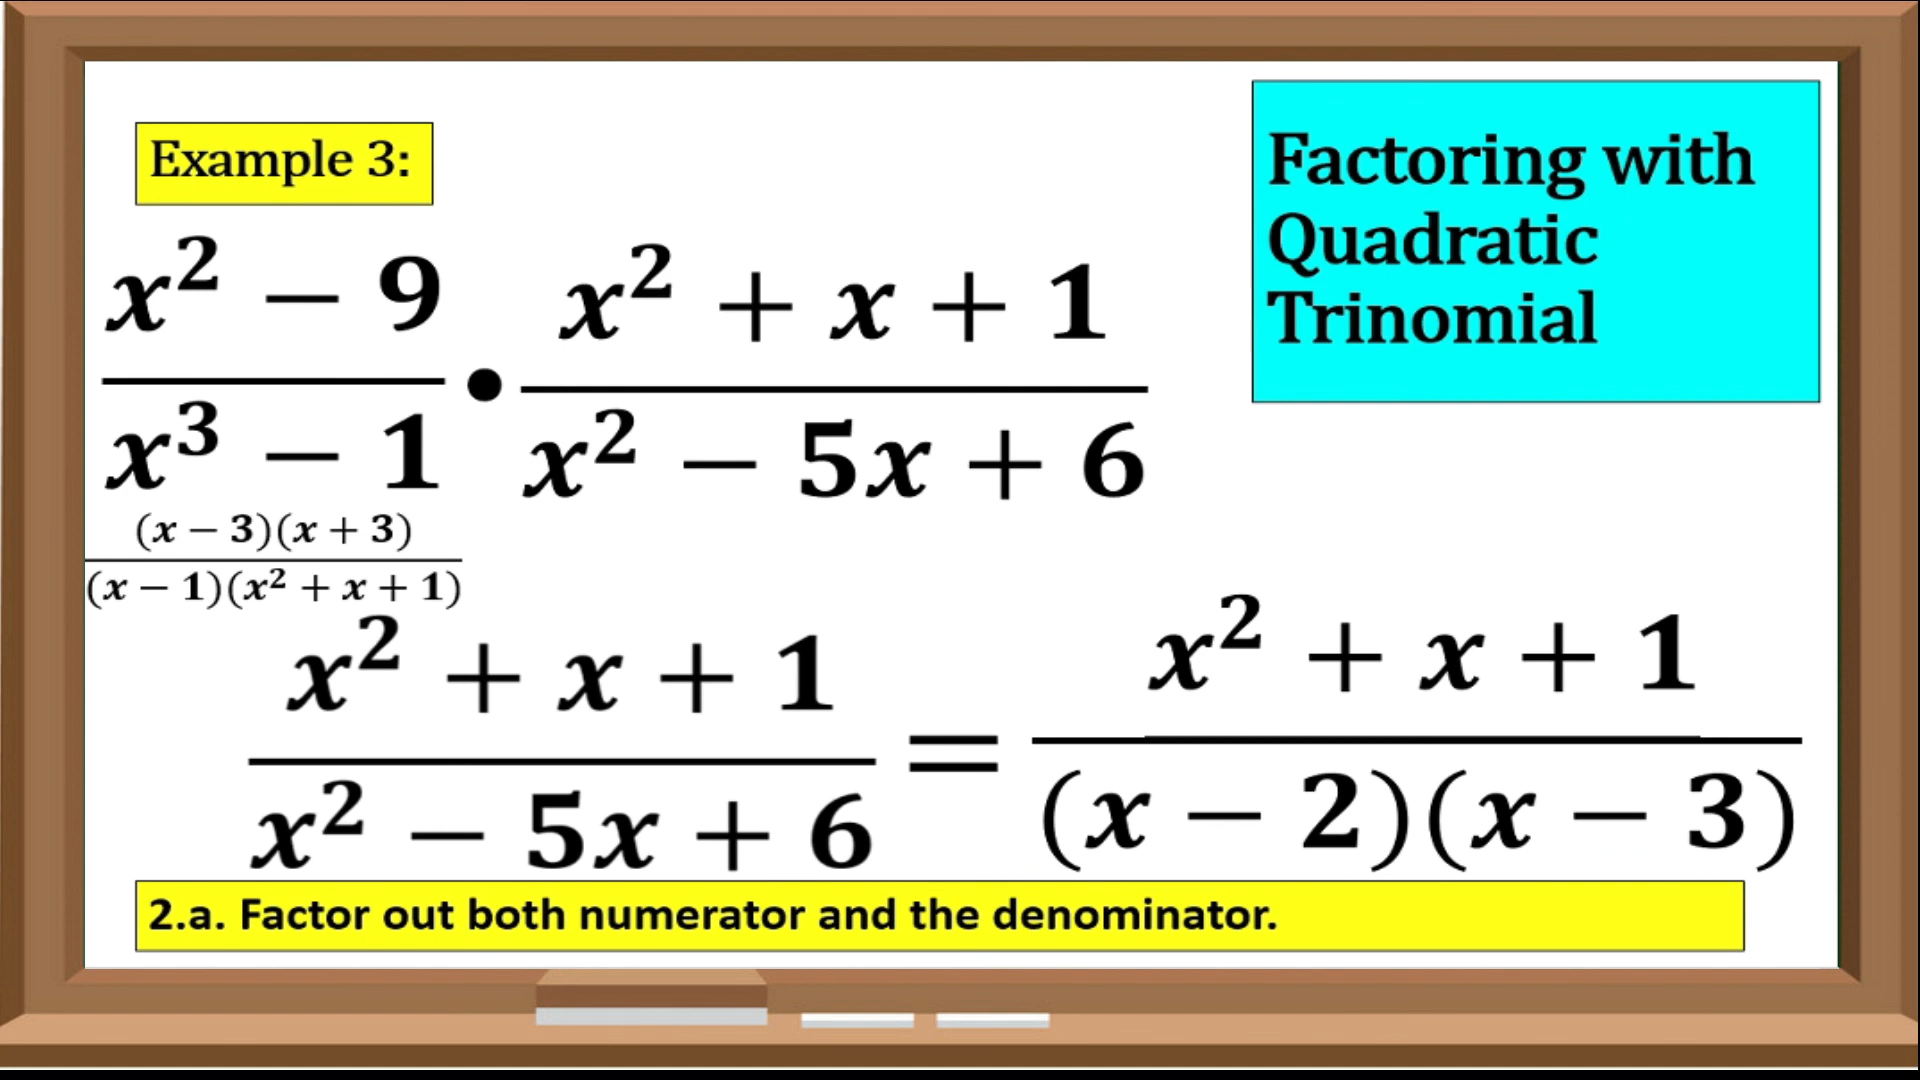 Example 3:
Factoring with
Quadratic
Trinomial
x² − 9
x³ − 1
•
x² + x + 1
x² − 5x + 6
(x − 3)(x + 3)
(x − 1)(x² + x + 1)
x² + x + 1
x² − 5x + 6
=
x² + x + 1
(x − 2)(x − 3)
2.a. Factor out both numerator and the denominator.